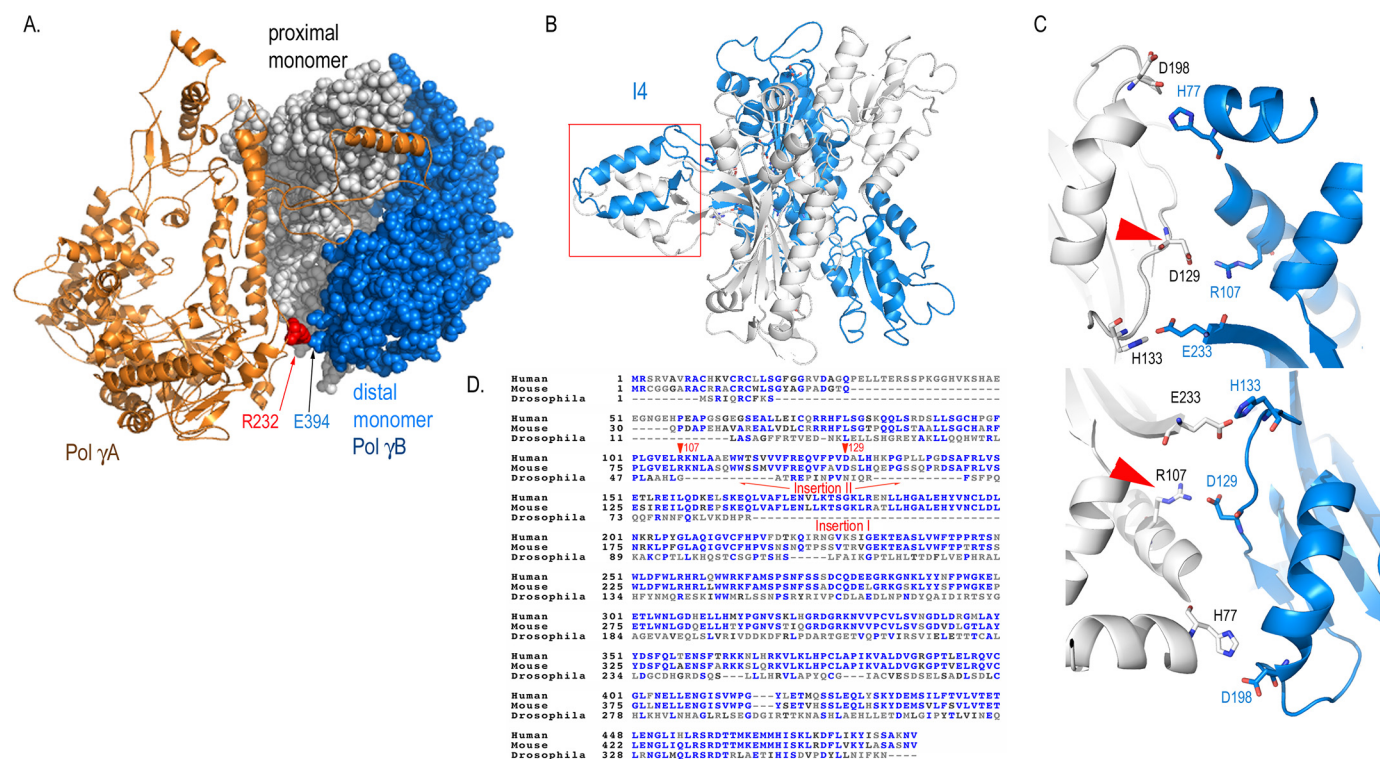 A.
proximal
monomer
R232
E394
distal
monomer
Pol γA
Pol γB
B
I4
C
D198
H77
D129
R107
H133
E233
E233
H133
R107
D129
H77
D198
D.
Human 1 MRSRVAVRACHKVCRCLLSGFGGRVDAGQPELLTERSSPKGGHVKSHAE
Mouse 1 MRCGGARACRRACRCWLSGYAGPADGTQ---------------------
Drosophila 1 --------MSRIQRCFKS-------------------------------
Human 51 EGNGEHPEAPGSGEGSEALLEICQRRHFLSGSKQQLSRDSLLSGCHPGF
Mouse 30 ------QPDAPEHAVAREALVDLCRRRHFLSGTPQQLSTAALLSGCHARF
Drosophila 11 -------------LASAGFFRTVED-NKLELLSHGREYAKLLQQHWTRL
107
129
Human 101 PLGVELRKNLAAEWWTSVVVFREQVFPVDALHHKPGPLLPGDSAFRLVS
Mouse 75 PLGVELRKNLASQWWSSMVVFREQVFAVDSLHQEPGSSQPRDSAFRLVS
Drosophila 47 PLAAHLG-----------ATREPINPVNIQR------------FSFPQ
Insertion II
Human 151 ETLREILQDKELSKEQLVAFLENVLKTSGKLRENLLHGALEHYVNCLDL
Mouse 125 ESIREILQDREPSKEQLVAFLENLLKTSGKLRATLLHGALEHYVNCLDL
Drosophila 73 QQFRNNFQKLVKDHPR---------------------------------
Insertion I
Human 201 NKRLPYGLAQIGVCFHPVFDTKQIRNGVKSIGEKTEASLVWFTPPRTSN
Mouse 175 NRKLPFGLAQIGVCFHPVSNSNQTPSSVTRVGEKTEASLVWFTPTRTSS
Drosophila 89 KAKCPTLLKHQSTCSGPTSHS-----LFAIKGPTLHLTTDFLVEPHRAL
Human 251 WLDFWLRHRLQWWRKFAMSPSNFSSSDCQDEEGRKGNKLYYNFPWGKEL
Mouse 225 WLDFWLRHRLLWWRKFAMSPSNFSSADCQDELGRKGSKLYYSFPWGKEP
Drosophila 134 HFYNMQRESKIWWMRLSSNPSRYRIVPCDLAEDLNPNDYQAIDIRTSYG
Human 301 ETLWNLGDHELLHMYPGNVSKLHGRDGRKNVVPCVLSVNGDLDRGMLAY
Mouse 275 ETLWNLGDQELLHTYPGNVSTIQGRDGRKNVVPCVLSVSGDVDLGTLAY
Drosophila 184 AGEVAVEQLSLVRIVDDKDFRLPDARTGETVQPTVIRSVIELETTTCAL
Human 351 YDSFQLTENSFTRKKNLHRKVLKLHPCLAPIKVALDVGRGPTLELRQVC
Mouse 325 YDSFQLAENSFARKKSLQRKVLKLHPCLAPIKVALDVGKGPTVELRQVC
Drosophila 234 LDGCDHGRDSQS---LLLHRVLAPYQCG---IACVESDSELSADLSDLC
Human 401 GLFNELLENGISVWPG---YLETMQSSLEQLYSKYDEMSILFTVLVTET
Mouse 375 GLLNELLENGISVWPG---YSETVHSSLEQLHSKYDEMSVLFSVLVTET
Drosophila 278 LKHVLNHAGLRLSEGDGIRTTKNASHLAEHLLETDMLGIPYTLVINEQ
Human 448 LENGLIHLRSRDTTMKEMMHISKLKDFLIKYISSAKNV
Mouse 422 LENGLIQLRSRDTTMKEMMHISKLRDFLVKYLASASNV
Drosophila 328 LRNGLMQLRSRDTRLAETIHISDVPDYLLNIFKN----